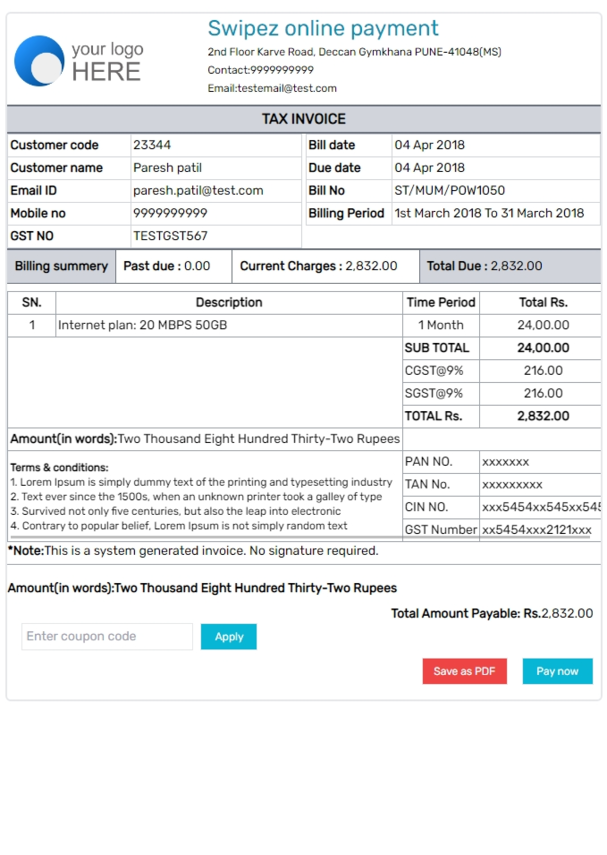 Swipez online payment
your logo
HERE
2nd Floor Karve Road, Deccan Gymkhana PUNE-41048(MS)
Contact:9999999999
Email:testemail@test.com
TAX INVOICE
Customer code 23344 Bill date 04 Apr 2018
Customer name Paresh patil Due date 04 Apr 2018
Email ID paresh.patil@test.com Bill No ST/MUM/POW1050
Mobile no 9999999999 Billing Period 1st March 2018 To 31 March 2018
GST NO TESTGST567
Billing summery Past due : 0.00 Current Charges : 2,832.00 Total Due : 2,832.00
SN. Description Time Period Total Rs.
1 Internet plan: 20 MBPS 50GB 1 Month 24,00.00
SUB TOTAL 24,00.00
CGST@9% 216.00
SGST@9% 216.00
TOTAL Rs. 2,832.00
Amount(in words):Two Thousand Eight Hundred Thirty-Two Rupees
Terms & conditions:
1. Lorem Ipsum is simply dummy text of the printing and typesetting industry
2. Text ever since the 1500s, when an unknown printer took a galley of type
3. Survived not only five centuries, but also the leap into electronic
4. Contrary to popular belief, Lorem Ipsum is not simply random text
PAN NO. xxxxxxx
TAN No. xxxxxxxxx
CIN NO. xxx5454xx545xx545
GST Number xx5454xxx2121xxx
*Note:This is a system generated invoice. No signature required.
Amount(in words):Two Thousand Eight Hundred Thirty-Two Rupees
Total Amount Payable: Rs.2,832.00
Enter coupon code Apply
Save as PDF Pay now